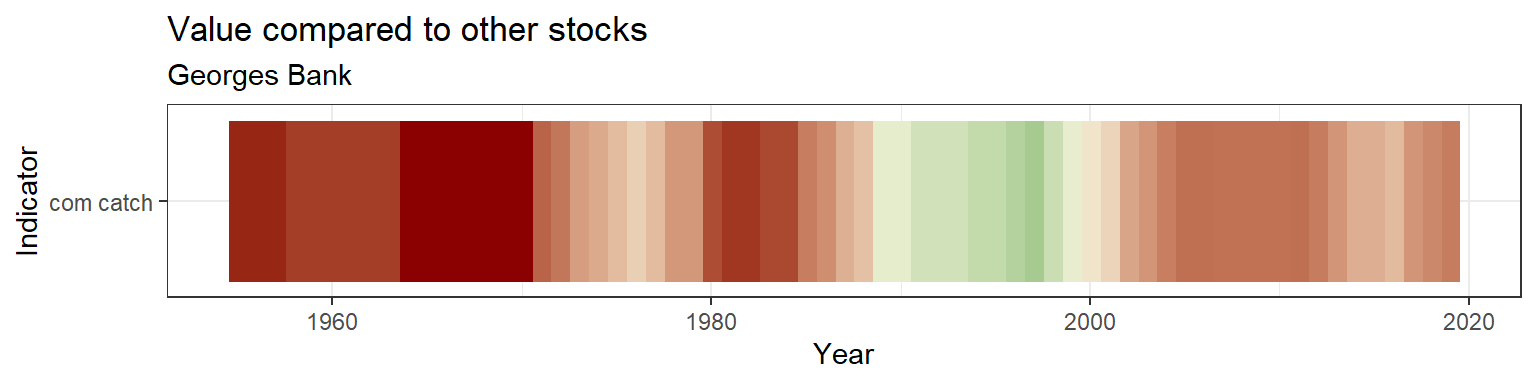 Value compared to other stocks
Georges Bank
Indicator
com catch
1960 1980 2000 2020
Year